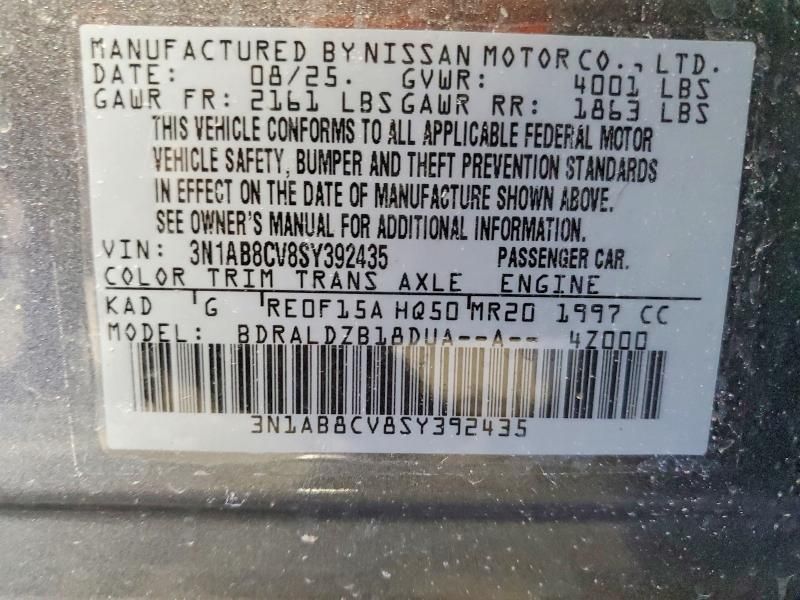 MANUFACTURED BY NISSAN MOTOR CO., LTD.
DATE: 08/25. GVWR: 4001 LBS
GAWR FR: 2161 LBS GAWR RR: 1863 LBS
THIS VEHICLE CONFORMS TO ALL APPLICABLE FEDERAL MOTOR
VEHICLE SAFETY, BUMPER AND THEFT PREVENTION STANDARDS
IN EFFECT ON THE DATE OF MANUFACTURE SHOWN ABOVE.
SEE OWNER'S MANUAL FOR ADDITIONAL INFORMATION.
VIN: 3N1AB8CV8SY392435 PASSENGER CAR.
COLOR TRIM TRANS AXLE ENGINE
KAD G RE0F15A HQ50 MR20 1997 CC
MODEL: BDRALDZB18DUA--A-- 4Z000
3N1AB8CV8SY392435